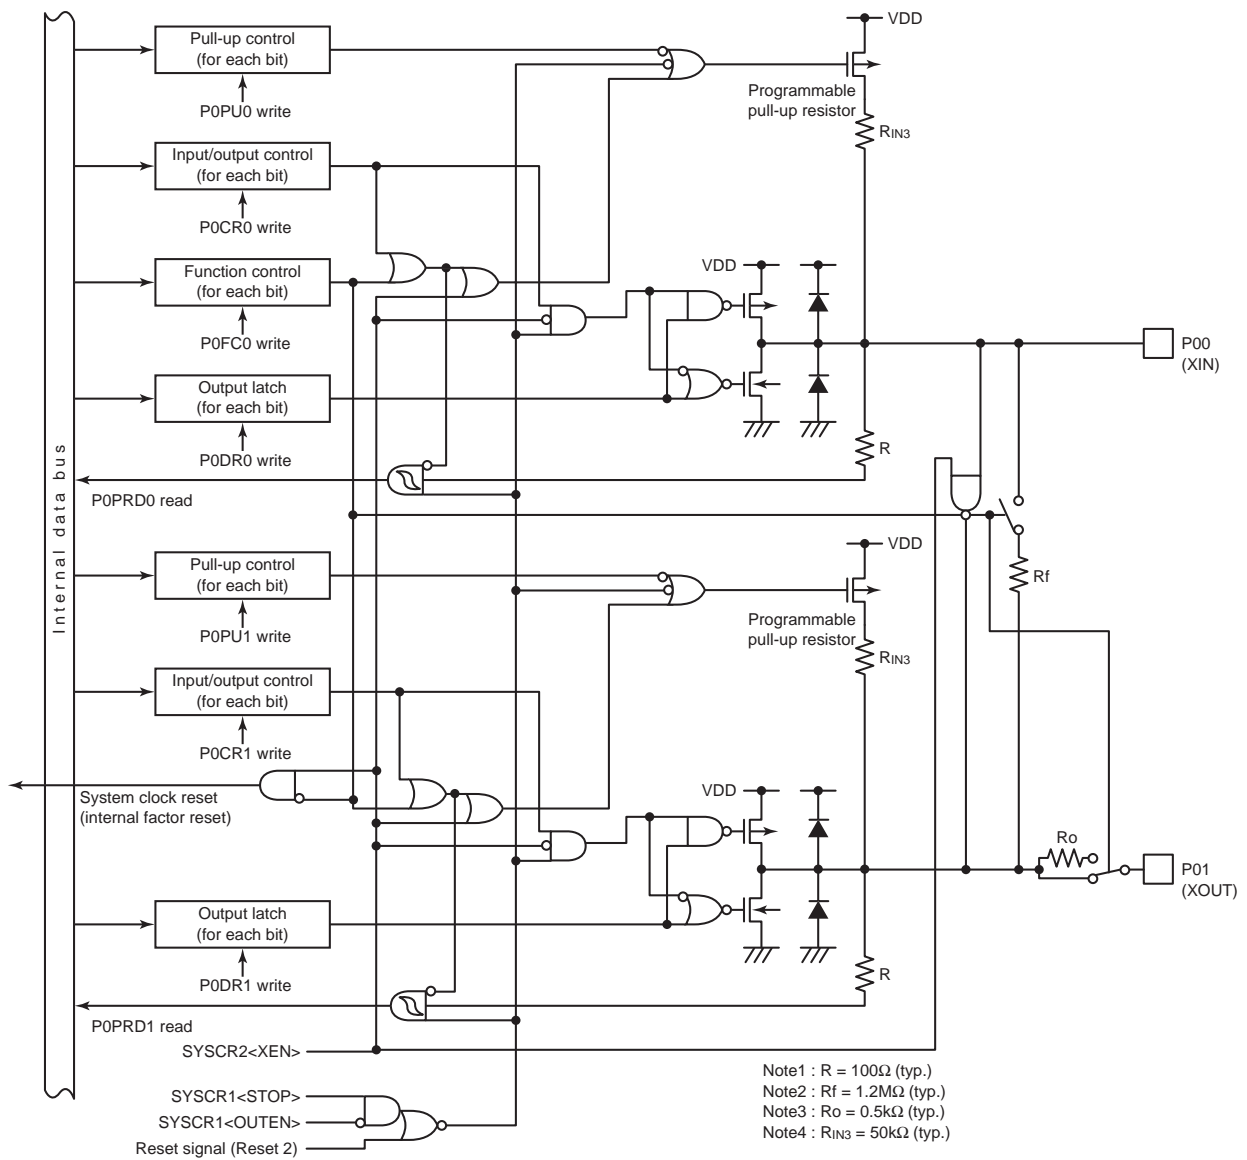 VDD
Pull-up control
(for each bit)
P0PU0 write
Programmable
pull-up resistor
RIN3
Input/output control
(for each bit)
P0CR0 write
Function control
(for each bit)
P0FC0 write
VDD
P00
(XIN)
Output latch
(for each bit)
P0DR0 write
R
P0PRD0 read
Internal data bus
VDD
Pull-up control
(for each bit)
P0PU1 write
Rf
Programmable
pull-up resistor
RIN3
Input/output control
(for each bit)
P0CR1 write
System clock reset
(internal factor reset)
VDD
Ro
P01
(XOUT)
Output latch
(for each bit)
P0DR1 write
R
P0PRD1 read
SYSCR2<XEN>
SYSCR1<STOP>
SYSCR1<OUTEN>
Reset signal (Reset 2)
Note1 : R = 100Ω (typ.)
Note2 : Rf = 1.2MΩ (typ.)
Note3 : Ro = 0.5kΩ (typ.)
Note4 : RIN3 = 50kΩ (typ.)